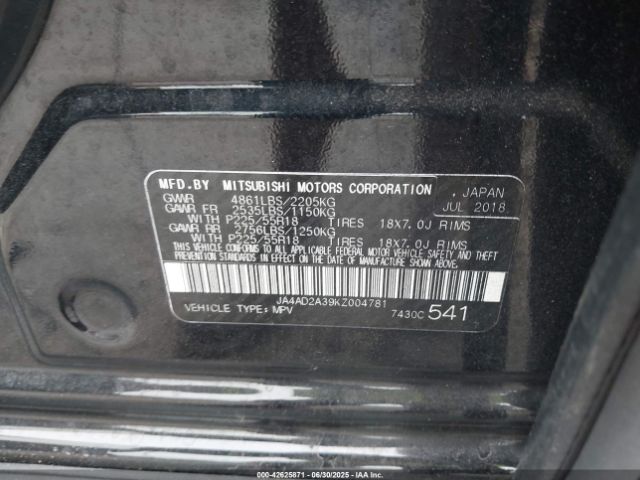 MFD.BY MITSUBISHI MOTORS CORPORATION , JAPAN
GVWR 4861LBS/2205KG JUL 2018
GAWR FR 2535LBS/1150KG
WITH P225/55R18 TIRES 18X7.0J RIMS
GAWR RR 2756LBS/1250KG
WITH P225/55R18 TIRES 18X7.0J RIMS
THIS VEHICLE CONFORMS TO ALL APPLICABLE FEDERAL MOTOR VEHICLE SAFETY AND THEFT
PREVENTION STANDARDS IN EFFECT ON THE DATE OF MANUFACTURE SHOWN ABOVE.
JA4AD2A39KZ004781
VEHICLE TYPE:MPV 7430C 541
000-42625871 - 06/30/2025 - IAAI.COM